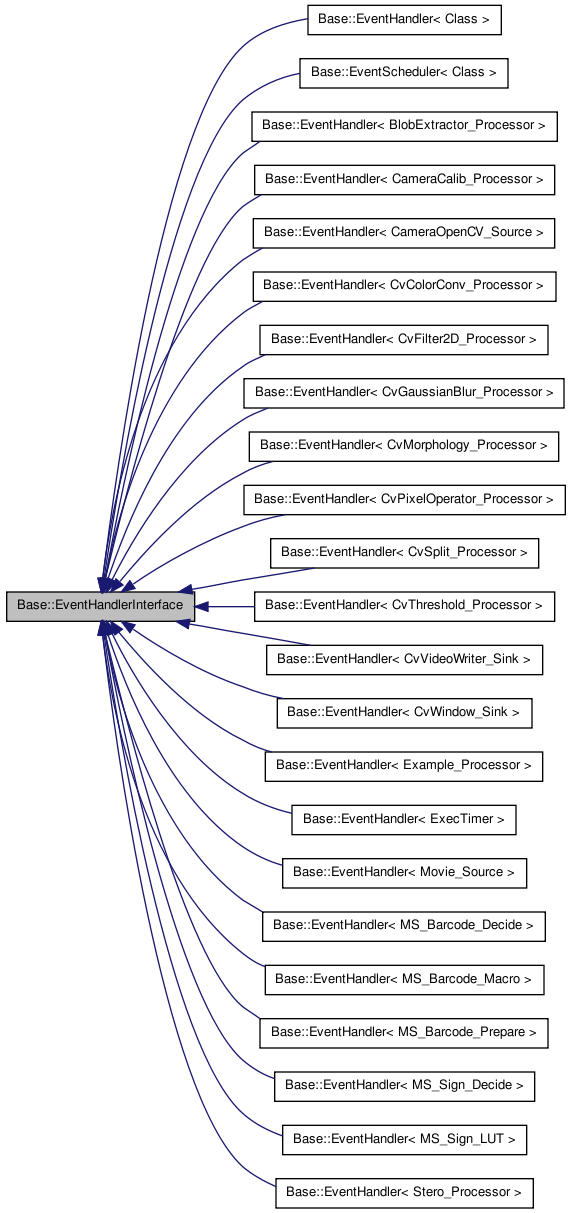 Base::EventHandler< Class >
Base::EventScheduler< Class >
Base::EventHandler< BlobExtractor_Processor >
Base::EventHandler< CameraCalib_Processor >
Base::EventHandler< CameraOpenCV_Source >
Base::EventHandler< CvColorConv_Processor >
Base::EventHandler< CvFilter2D_Processor >
Base::EventHandler< CvGaussianBlur_Processor >
Base::EventHandler< CvMorphology_Processor >
Base::EventHandler< CvPixelOperator_Processor >
Base::EventHandler< CvSplit_Processor >
Base::EventHandlerInterface
Base::EventHandler< CvThreshold_Processor >
Base::EventHandler< CvVideoWriter_Sink >
Base::EventHandler< CvWindow_Sink >
Base::EventHandler< Example_Processor >
Base::EventHandler< ExecTimer >
Base::EventHandler< Movie_Source >
Base::EventHandler< MS_Barcode_Decide >
Base::EventHandler< MS_Barcode_Macro >
Base::EventHandler< MS_Barcode_Prepare >
Base::EventHandler< MS_Sign_Decide >
Base::EventHandler< MS_Sign_LUT >
Base::EventHandler< Stero_Processor >